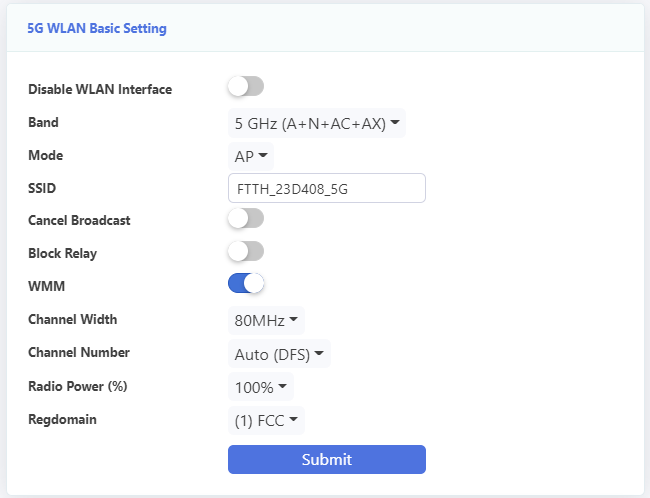 5G WLAN Basic Setting
Disable WLAN Interface
Band 5 GHz (A+N+AC+AX)
Mode AP
SSID FTTH_23D408_5G
Cancel Broadcast
Block Relay
WMM
Channel Width 80MHz
Channel Number Auto (DFS)
Radio Power (%) 100%
Regdomain (1) FCC
Submit